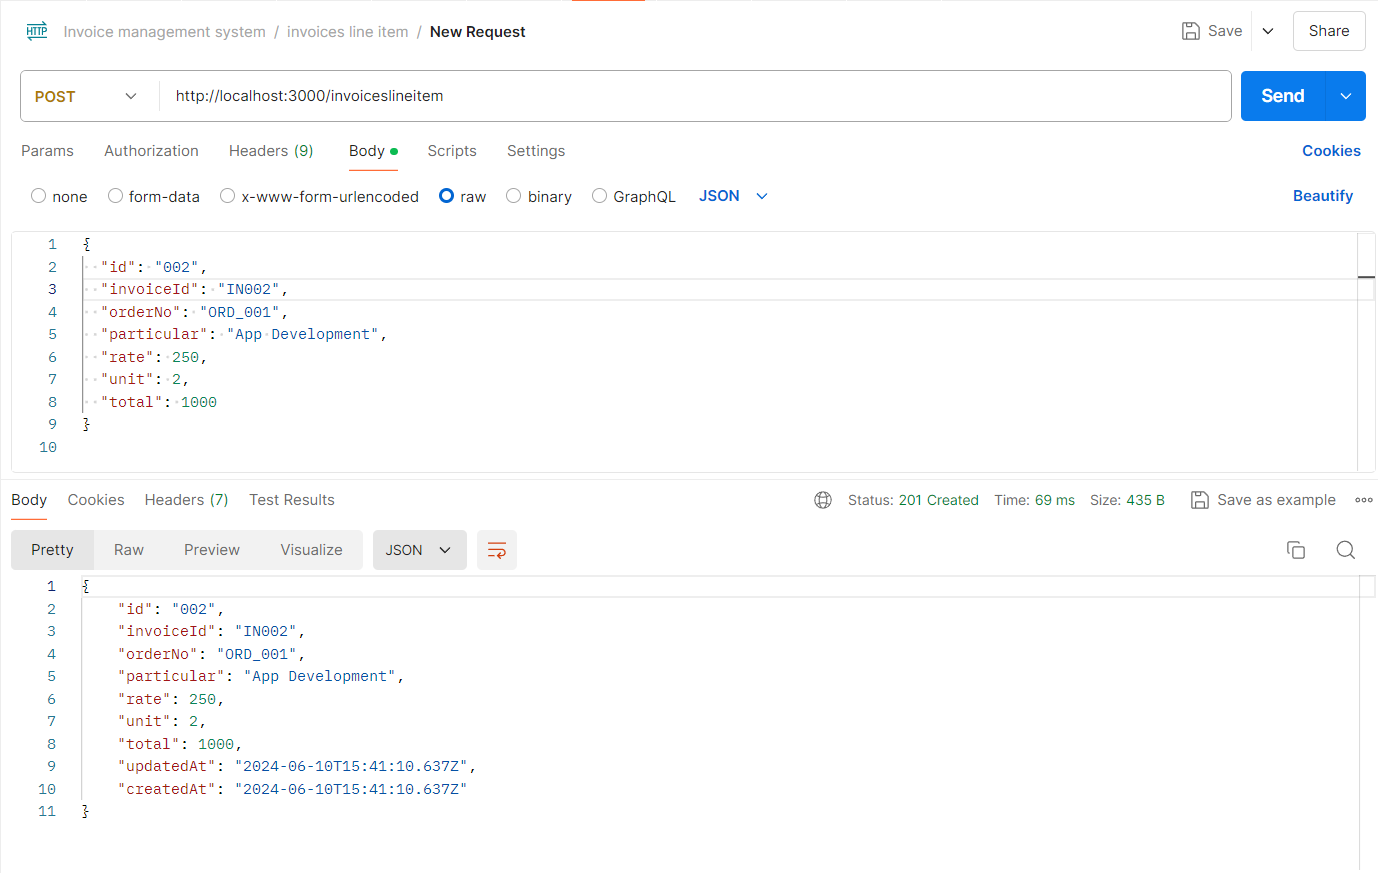 HTTP Invoice management system / invoices line item / New Request Save Share
POST http://localhost:3000/invoiceslineitem Send
Params Authorization Headers (9) Body Scripts Settings Cookies
none form-data x-www-form-urlencoded raw binary GraphQL JSON Beautify
1 {
2 "id": "002",
3 "invoiceId": "IN002",
4 "orderNo": "ORD_001",
5 "particular": "App Development",
6 "rate": 250,
7 "unit": 2,
8 "total": 1000
9 }
10
Body Cookies Headers (7) Test Results Status: 201 Created Time: 69 ms Size: 435 B Save as example
Pretty Raw Preview Visualize JSON
1 {
2 "id": "002",
3 "invoiceId": "IN002",
4 "orderNo": "ORD_001",
5 "particular": "App Development",
6 "rate": 250,
7 "unit": 2,
8 "total": 1000,
9 "updatedAt": "2024-06-10T15:41:10.637Z",
10 "createdAt": "2024-06-10T15:41:10.637Z"
11 }